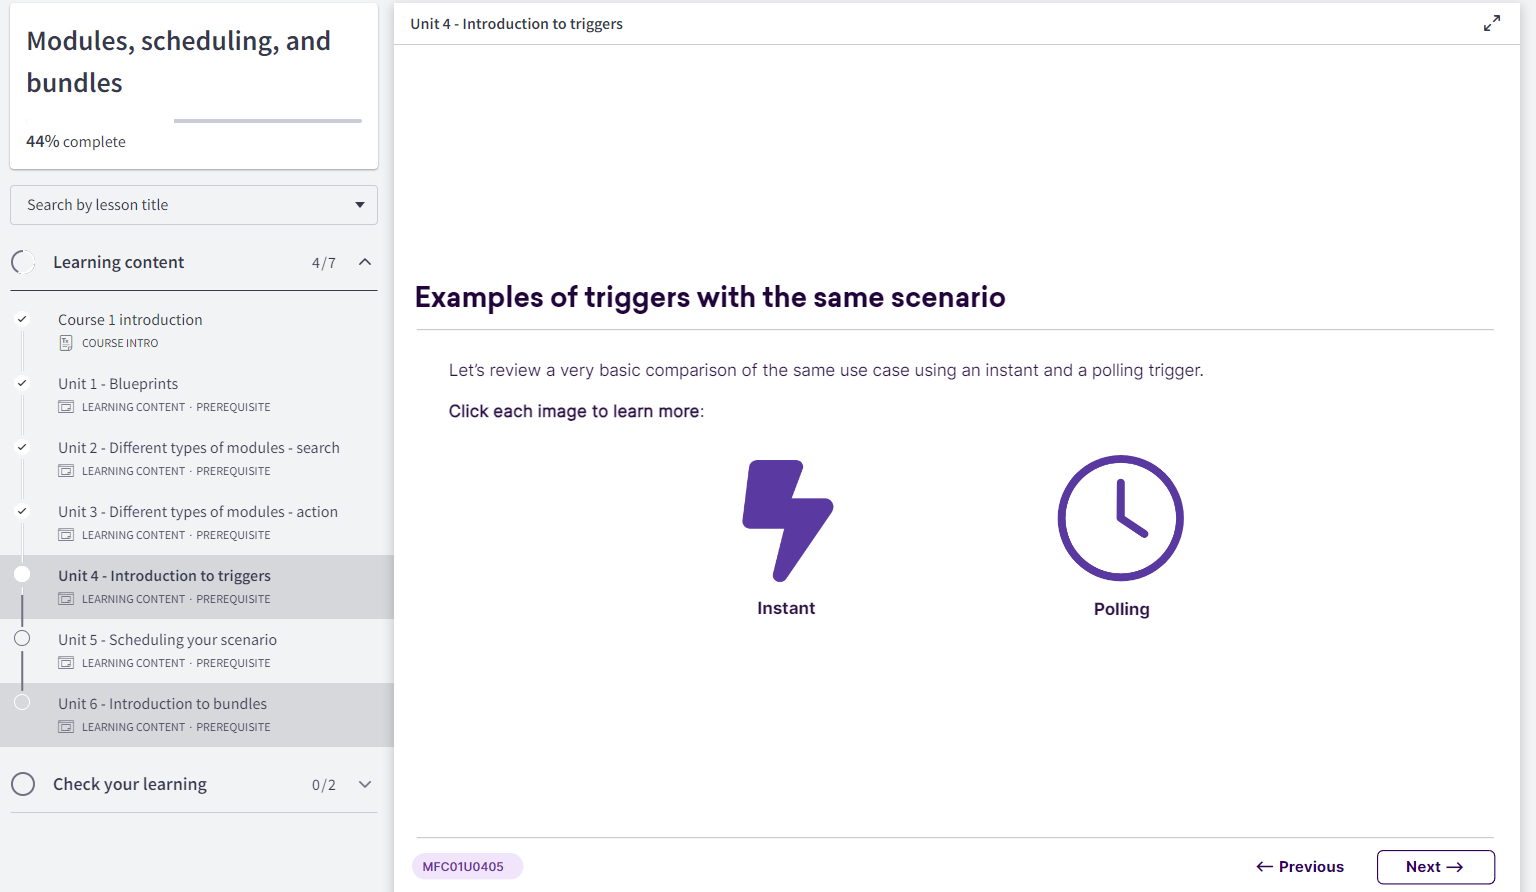 Modules, scheduling, and
bundles
44% complete
Search by lesson title
Learning content 4/7
Course 1 introduction
COURSE INTRO
Unit 1 - Blueprints
LEARNING CONTENT · PREREQUISITE
Unit 2 - Different types of modules - search
LEARNING CONTENT · PREREQUISITE
Unit 3 - Different types of modules - action
LEARNING CONTENT · PREREQUISITE
Unit 4 - Introduction to triggers
LEARNING CONTENT · PREREQUISITE
Unit 5 - Scheduling your scenario
LEARNING CONTENT · PREREQUISITE
Unit 6 - Introduction to bundles
LEARNING CONTENT · PREREQUISITE
Check your learning 0/2
Unit 4 - Introduction to triggers
Examples of triggers with the same scenario
Let’s review a very basic comparison of the same use case using an instant and a polling trigger.
Click each image to learn more:
Instant
Polling
MFC01U0405
← Previous
Next →